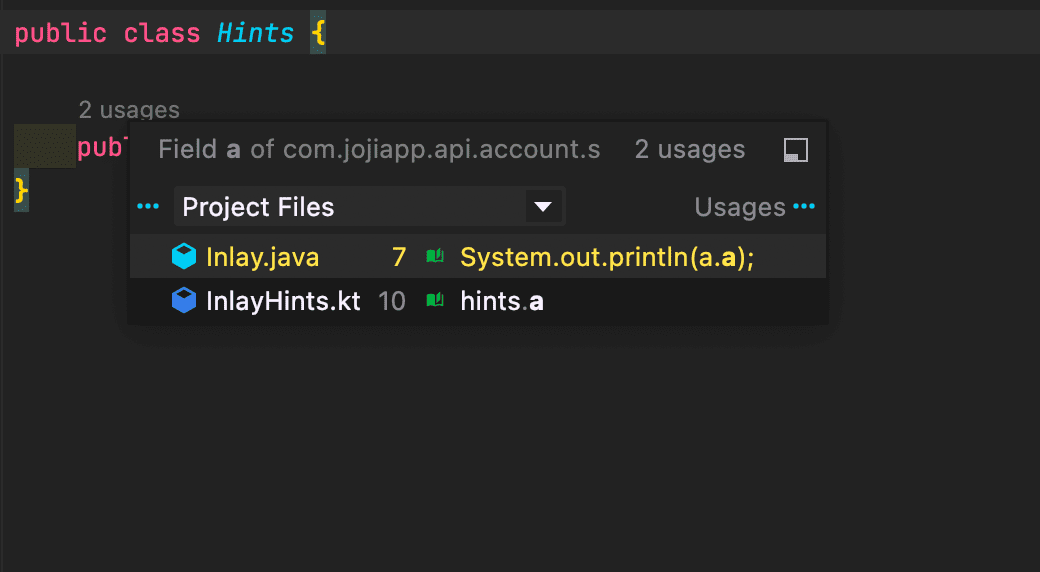 public class Hints {
2 usages
publ
Field a of com.jojiapp.api.account.s 2 usages
}
Project Files Usages
Inlay.java 7 System.out.println(a.a);
InlayHints.kt 10 hints.a